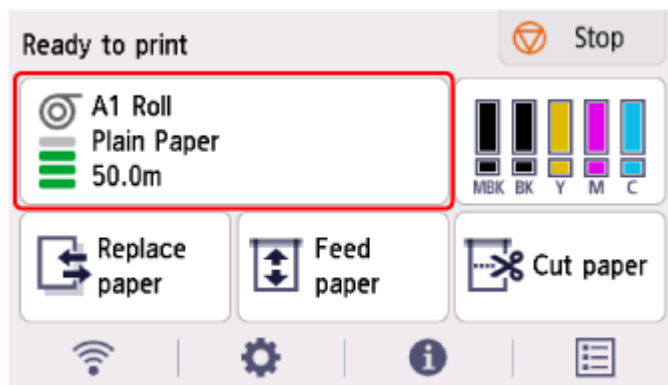 Ready to print
Stop
A1 Roll
Plain Paper
50.0m
MBK BK Y M C
Replace
paper
Feed
paper
Cut paper